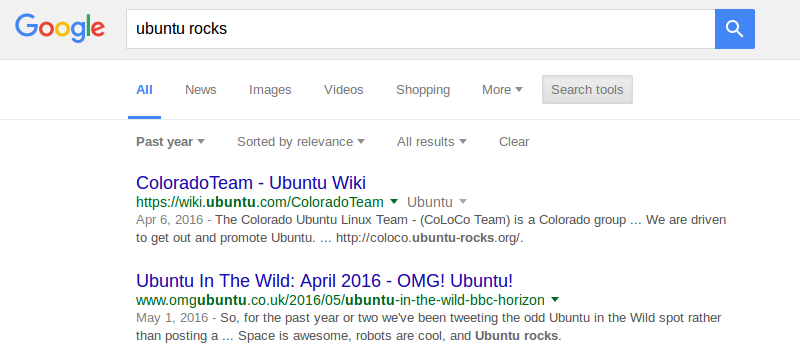 Google ubuntu rocks
All News Images Videos Shopping More Search tools
Past year Sorted by relevance All results Clear
ColoradoTeam - Ubuntu Wiki
https://wiki.ubuntu.com/ColoradoTeam Ubuntu
Apr 6, 2016 - The Colorado Ubuntu Linux Team - (CoLoCo Team) is a Colorado group ... We are driven
to get out and promote Ubuntu. ... http://coloco.ubuntu-rocks.org/.
Ubuntu In The Wild: April 2016 - OMG! Ubuntu!
www.omgubuntu.co.uk/2016/05/ubuntu-in-the-wild-bbc-horizon
May 1, 2016 - So, for the past year or two we've been tweeting the odd Ubuntu in the Wild spot rather
than posting a ... Space is awesome, robots are cool, and Ubuntu rocks.